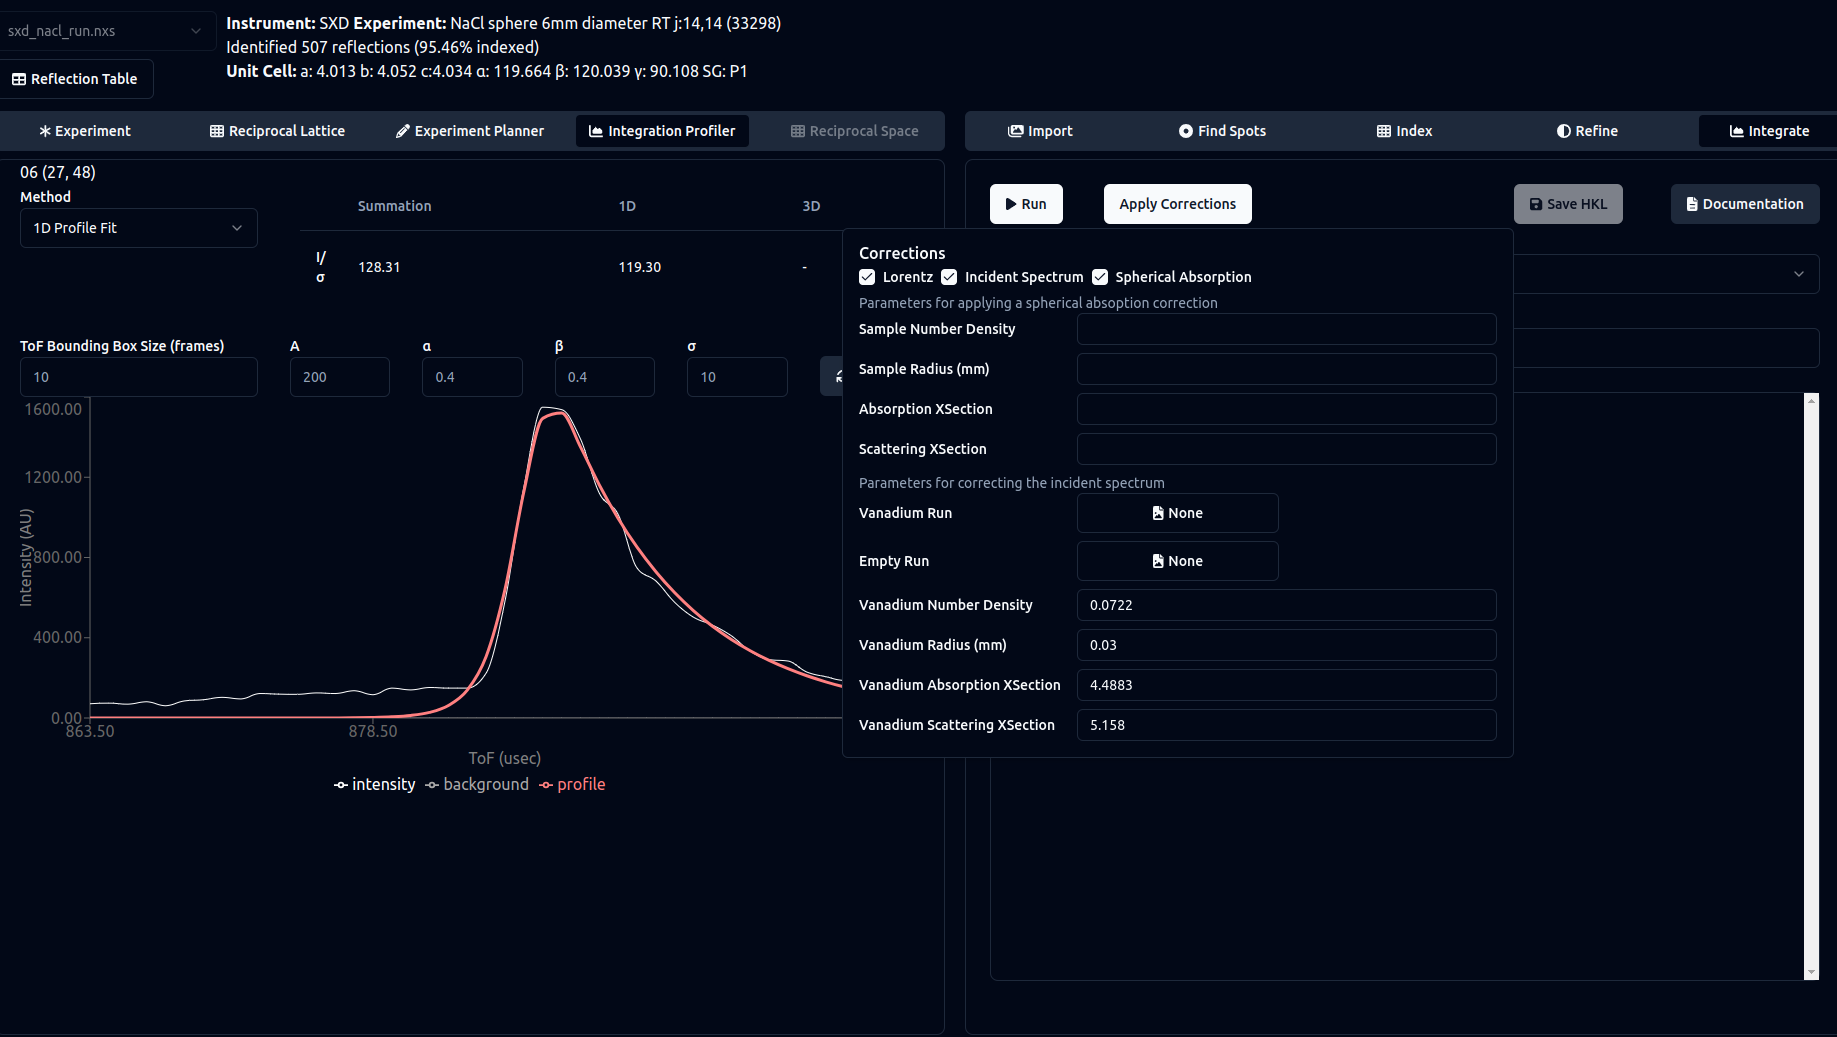 sxd_nacl_run.nxs
Instrument: SXD Experiment: NaCl sphere 6mm diameter RT j:14,14 (33298)
Identified 507 reflections (95.46% indexed)
Unit Cell: a: 4.013 b: 4.052 c:4.034 α: 119.664 β: 120.039 γ: 90.108 SG: P1
Reflection Table
Experiment Reciprocal Lattice Experiment Planner Integration Profiler Reciprocal Space
Import Find Spots Index Refine Integrate
06 (27, 48)
Method
1D Profile Fit
Summation 1D 3D
I/
σ
128.31 119.30 -
ToF Bounding Box Size (frames) A α β σ
10 200 0.4 0.4 10
1600.00
1200.00
800.00
400.00
0.00
Intensity (AU)
863.50 878.50
ToF (usec)
intensity background profile
Run Apply Corrections Save HKL Documentation
Corrections
Lorentz Incident Spectrum Spherical Absorption
Parameters for applying a spherical absoption correction
Sample Number Density
Sample Radius (mm)
Absorption XSection
Scattering XSection
Parameters for correcting the incident spectrum
Vanadium Run None
Empty Run None
Vanadium Number Density 0.0722
Vanadium Radius (mm) 0.03
Vanadium Absorption XSection 4.4883
Vanadium Scattering XSection 5.158